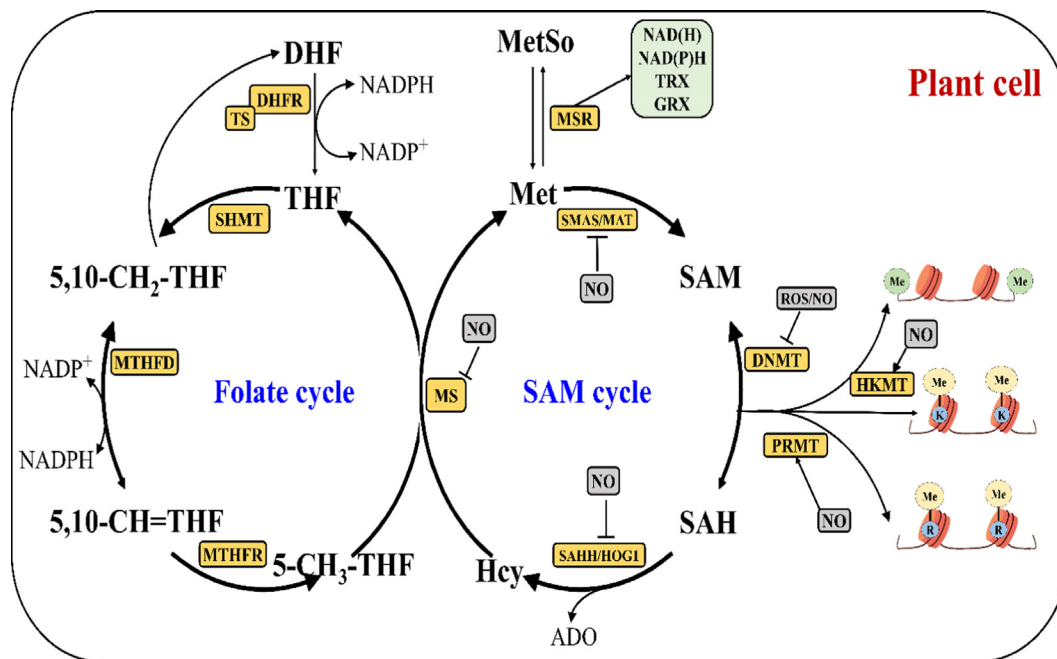 Plant cell
DHF
NADPH
DHFR
TS
NADP+
THF
SHMT
5,10-CH2-THF
MTHFD
NADP+
NADPH
5,10-CH=THF
MTHFR
5-CH3-THF
Folate cycle
MetSo
MSR
NAD(H)
NAD(P)H
TRX
GRX
Met
SMAS/MAT
NO
SAM
NO
MS
SAM cycle
ROS/NO
DNMT
NO
HKMT
PRMT
NO
SAH
NO
SAHH/HOG1
Hcy
ADO
Me
Me
Me
Me
K
K
Me
Me
R
R